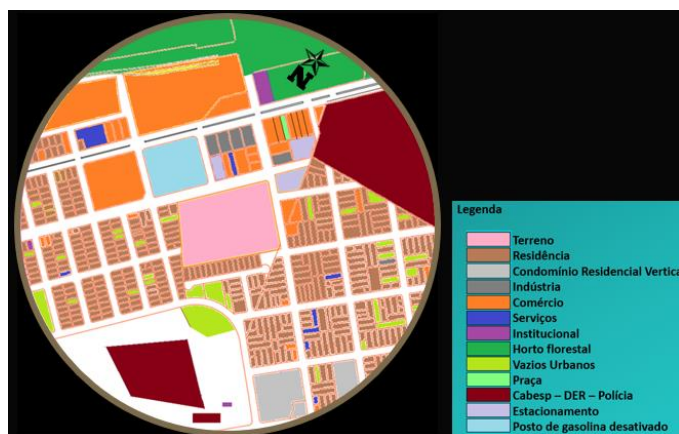 N
Legenda
Terreno
Residência
Condomínio Residencial Vertica
Indústria
Comércio
Serviços
Institucional
Horto florestal
Vazios Urbanos
Praça
Cabesp – DER – Polícia
Estacionamento
Posto de gasolina desativado